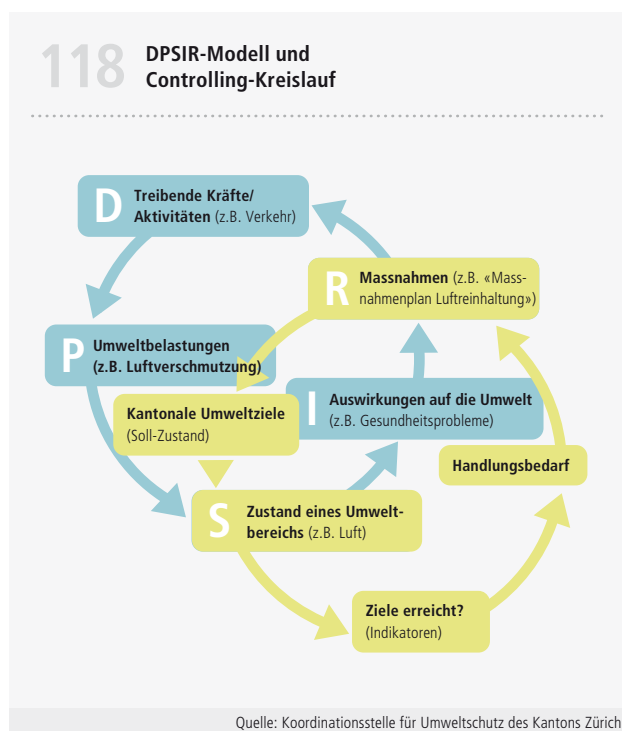 118
DPSIR-Modell und
Controlling-Kreislauf
D
Treibende Kräfte/
Aktivitäten (z.B. Verkehr)
R
Massnahmen (z.B. «Mass-
nahmenplan Luftreinhaltung»)
P
Umweltbelastungen
(z.B. Luftverschmutzung)
Kantonale Umweltziele
(Soll-Zustand)
I
Auswirkungen auf die Umwelt
(z.B. Gesundheitsprobleme)
Handlungsbedarf
S
Zustand eines Umwelt-
bereichs (z.B. Luft)
Ziele erreicht?
(Indikatoren)
Quelle: Koordinationsstelle für Umweltschutz des Kantons Zürich